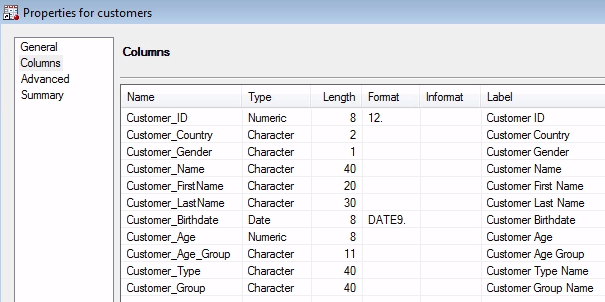 Properties for customers
General
Columns
Advanced
Summary
Columns
Name Type Length Format Informat Label
Customer_ID Numeric 8 12. Customer ID
Customer_Country Character 2 Customer Country
Customer_Gender Character 1 Customer Gender
Customer_Name Character 40 Customer Name
Customer_FirstName Character 20 Customer First Name
Customer_LastName Character 30 Customer Last Name
Customer_Birthdate Date 8 DATE9. Customer Birthdate
Customer_Age Numeric 8 Customer Age
Customer_Age_Group Character 11 Customer Age Group
Customer_Type Character 40 Customer Type Name
Customer_Group Character 40 Customer Group Name